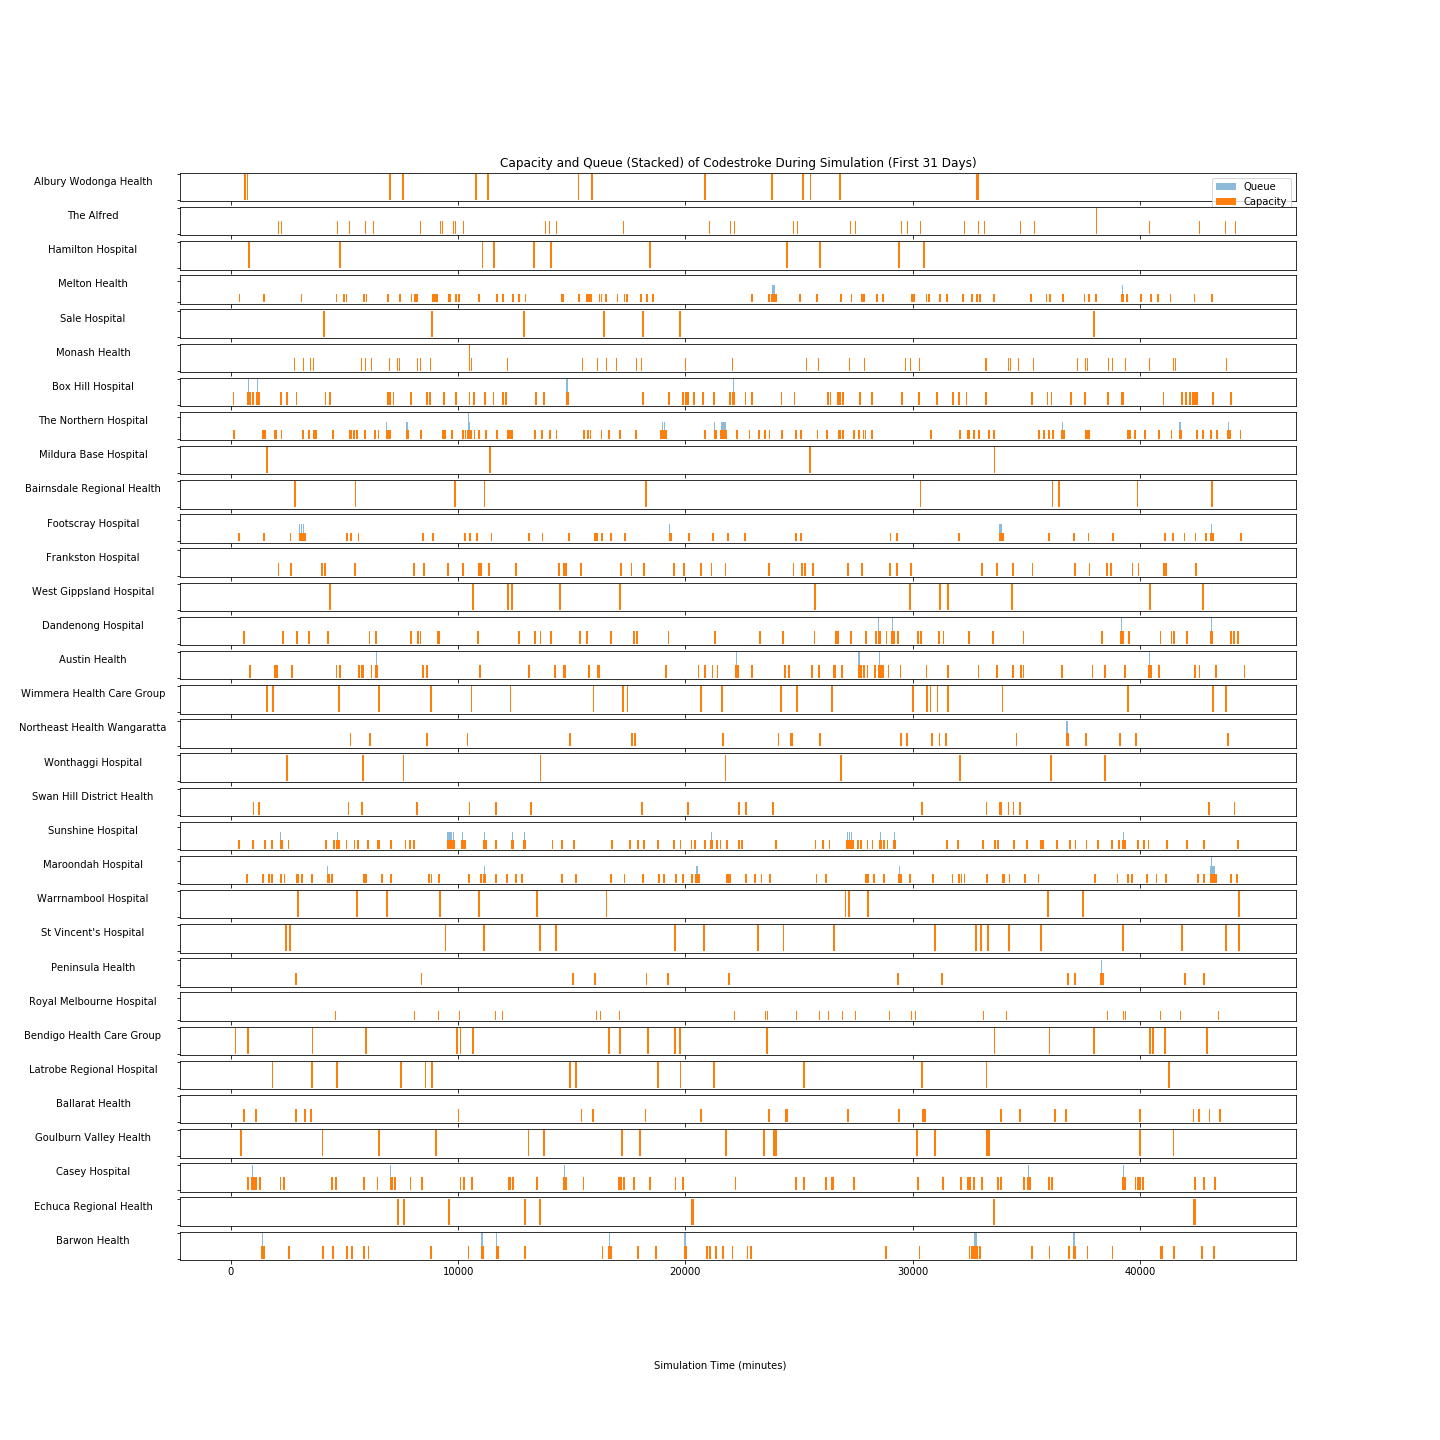 Capacity and Queue (Stacked) of Codestroke During Simulation (First 31 Days)
Albury Wodonga Health
Queue
Capacity
The Alfred
Hamilton Hospital
Melton Health
Sale Hospital
Monash Health
Box Hill Hospital
The Northern Hospital
Mildura Base Hospital
Bairnsdale Regional Health
Footscray Hospital
Frankston Hospital
West Gippsland Hospital
Dandenong Hospital
Austin Health
Wimmera Health Care Group
Northeast Health Wangaratta
Wonthaggi Hospital
Swan Hill District Health
Sunshine Hospital
Maroondah Hospital
Warrnambool Hospital
St Vincent's Hospital
Peninsula Health
Royal Melbourne Hospital
Bendigo Health Care Group
Latrobe Regional Hospital
Ballarat Health
Goulburn Valley Health
Casey Hospital
Echuca Regional Health
Barwon Health
0 10000 20000 30000 40000
Simulation Time (minutes)